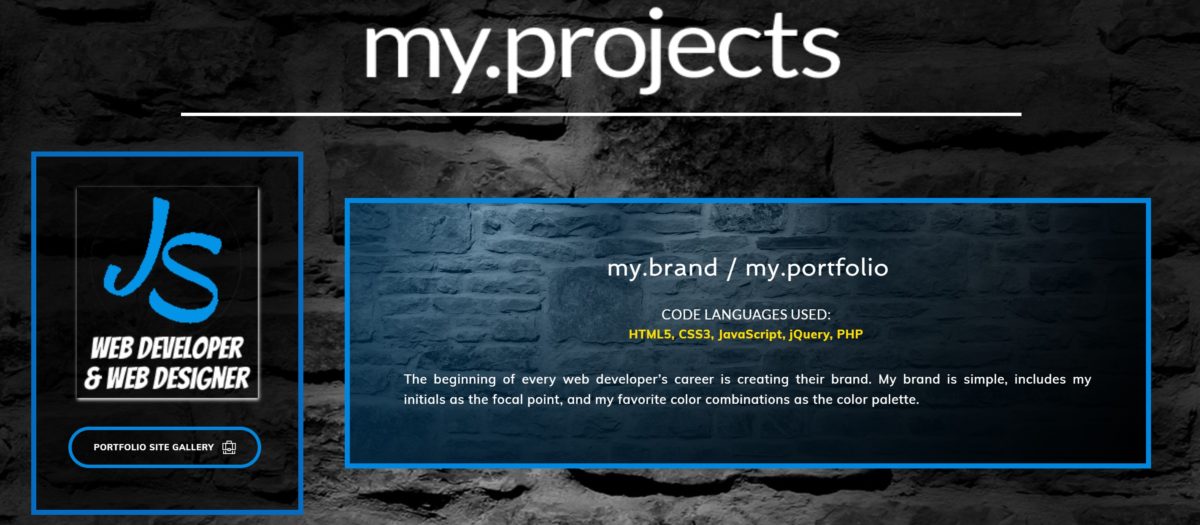 my.projects
JS
WEB DEVELOPER
& WEB DESIGNER
PORTFOLIO SITE GALLERY
my.brand / my.portfolio
CODE LANGUAGES USED:
HTML5, CSS3, JavaScript, jQuery, PHP
The beginning of every web developer's career is creating their brand. My brand is simple, includes my
initials as the focal point, and my favorite color combinations as the color palette.